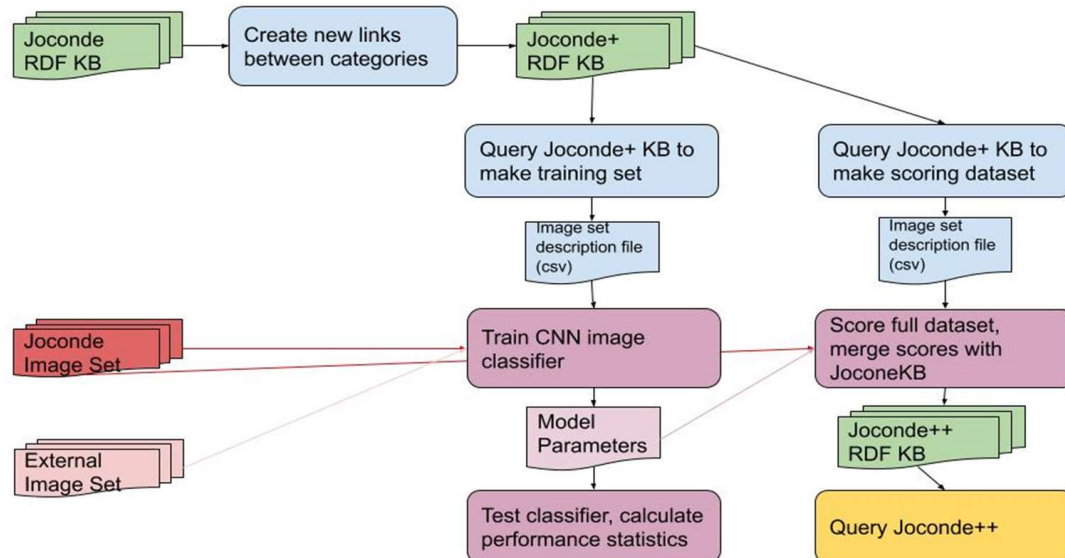 Joconde
RDF KB
Create new links
between categories
Joconde+
RDF KB
Query Joconde+ KB to
make training set
Query Joconde+ KB to
make scoring dataset
Image set
description file
(csv)
Image set
description file
(csv)
Joconde
Image Set
Train CNN image
classifier
Score full dataset,
merge scores with
JoconeKB
External
Image Set
Model
Parameters
Joconde++
RDF KB
Test classifier, calculate
performance statistics
Query Joconde++